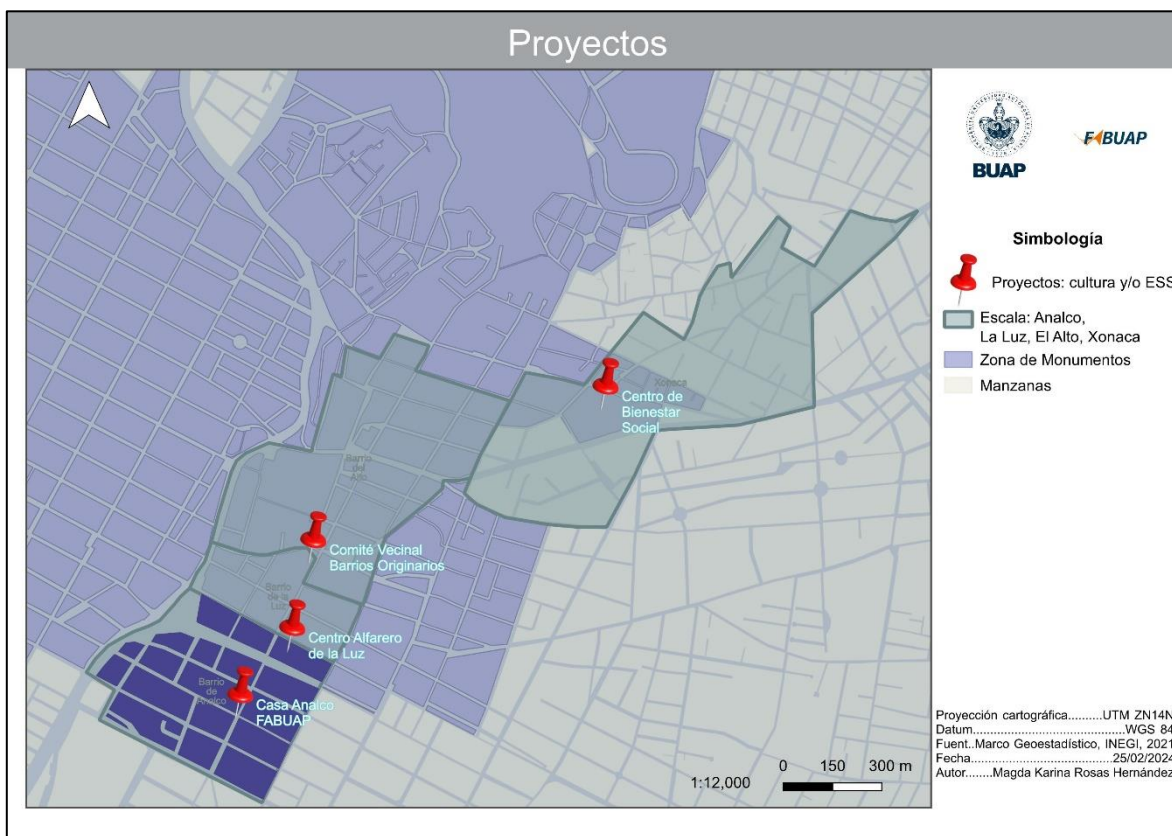 Proyectos
BUAP
FABUAP
Simbología
Proyectos: cultura y/o ESS
Escala: Analco,
La Luz, El Alto, Xonaca
Zona de Monumentos
Manzanas
Xonaca
Centro de
Bienestar
Social
Barrio
del
Alto
Comité Vecinal
Barrios Originarios
Barrio
de la
Luz
Centro Alfarero
de la Luz
Barrio
de
Analco
Casa Analco
FABUAP
1:12,000
0 150 300 m
Proyección cartográfica.........UTM ZN14N
Datum......................................WGS 84
Fuent..Marco Geoestadístico, INEGI, 2021
Fecha..................................25/02/2024
Autor.......Magda Karina Rosas Hernández